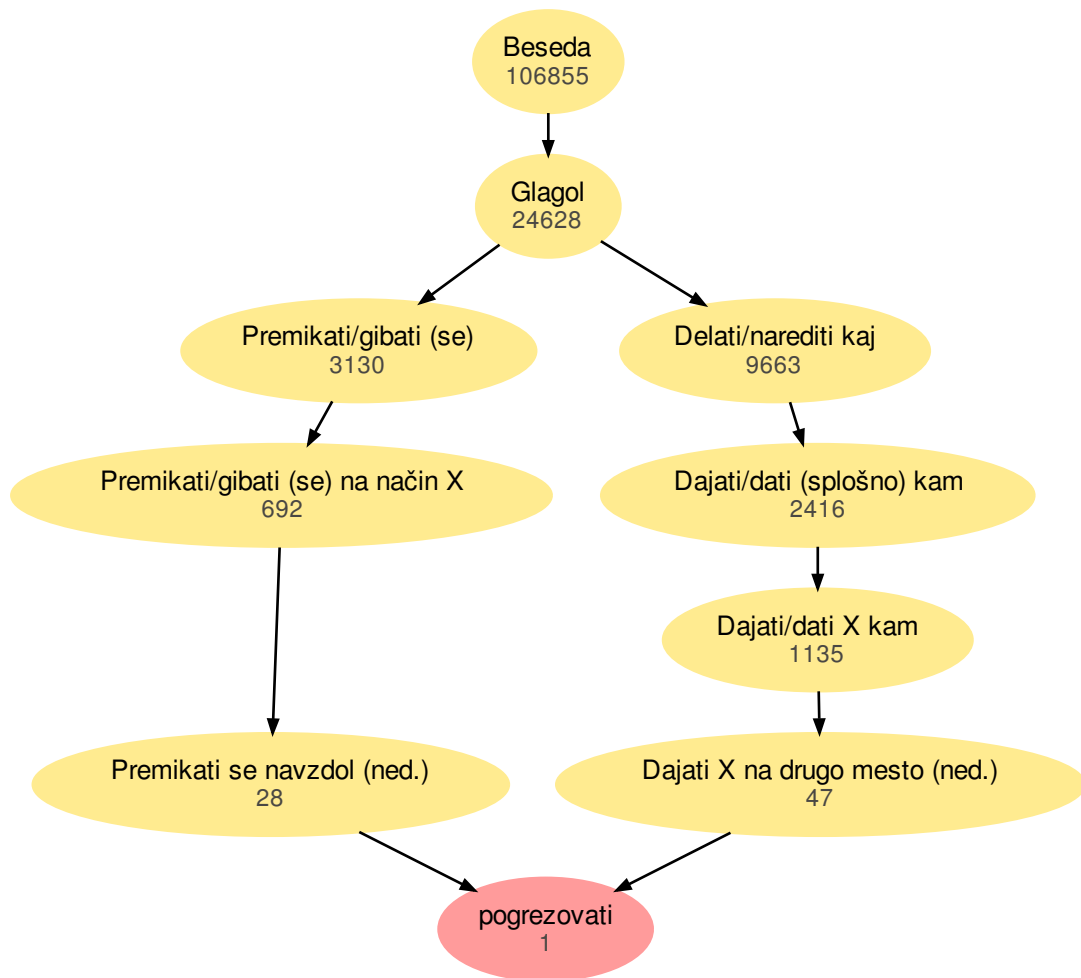 Beseda
106855
Glagol
24628
Premikati/gibati (se)
3130
Delati/narediti kaj
9663
Premikati/gibati (se) na način X
692
Dajati/dati (splošno) kam
2416
Dajati/dati X kam
1135
Premikati se navzdol (ned.)
28
Dajati X na drugo mesto (ned.)
47
pogrezovati
1